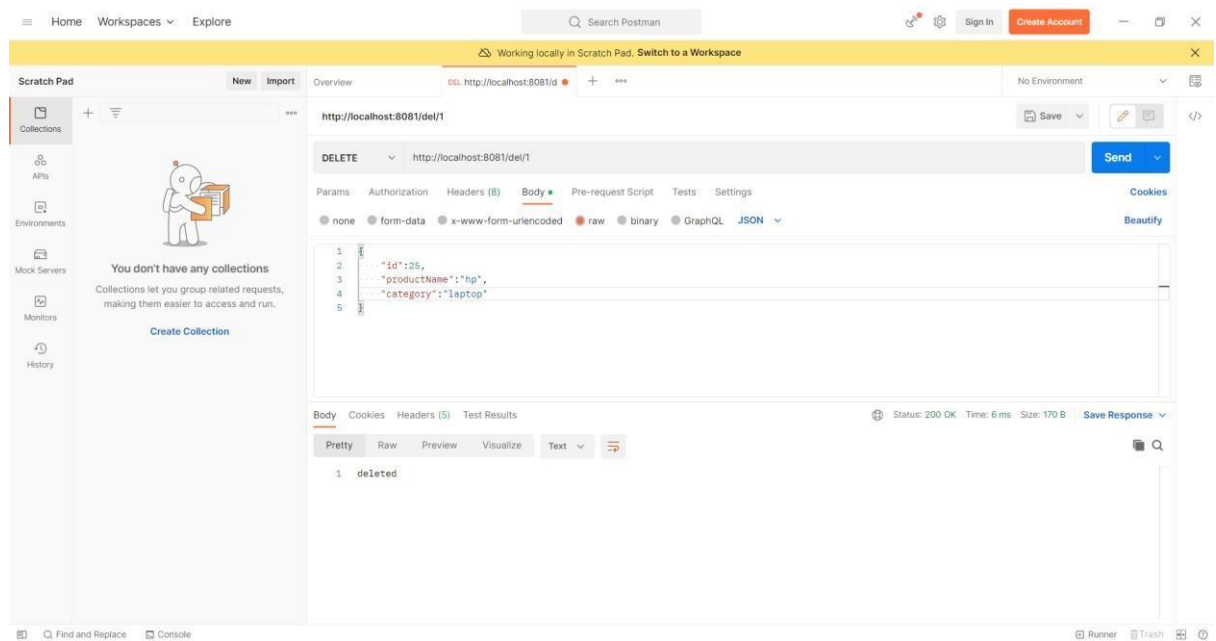 Home Workspaces Explore Search Postman Sign In Create Account
Working locally in Scratch Pad. Switch to a Workspace
Scratch Pad New Import Overview DEL http://localhost:8081/d No Environment
Collections
APIs
Environments
Mock Servers
Monitors
History
You don't have any collections
Collections let you group related requests,
making them easier to access and run.
Create Collection
http://localhost:8081/del/1 Save
DELETE http://localhost:8081/del/1 Send
Params Authorization Headers (8) Body Pre-request Script Tests Settings Cookies
none form-data x-www-form-urlencoded raw binary GraphQL JSON Beautify
1 {
2 "id":25,
3 "productName":"hp",
4 "category":"laptop"
5 }
Body Cookies Headers (5) Test Results Status: 200 OK Time: 6 ms Size: 170 B Save Response
Pretty Raw Preview Visualize Text
1 deleted
Find and Replace Console Runner Trash